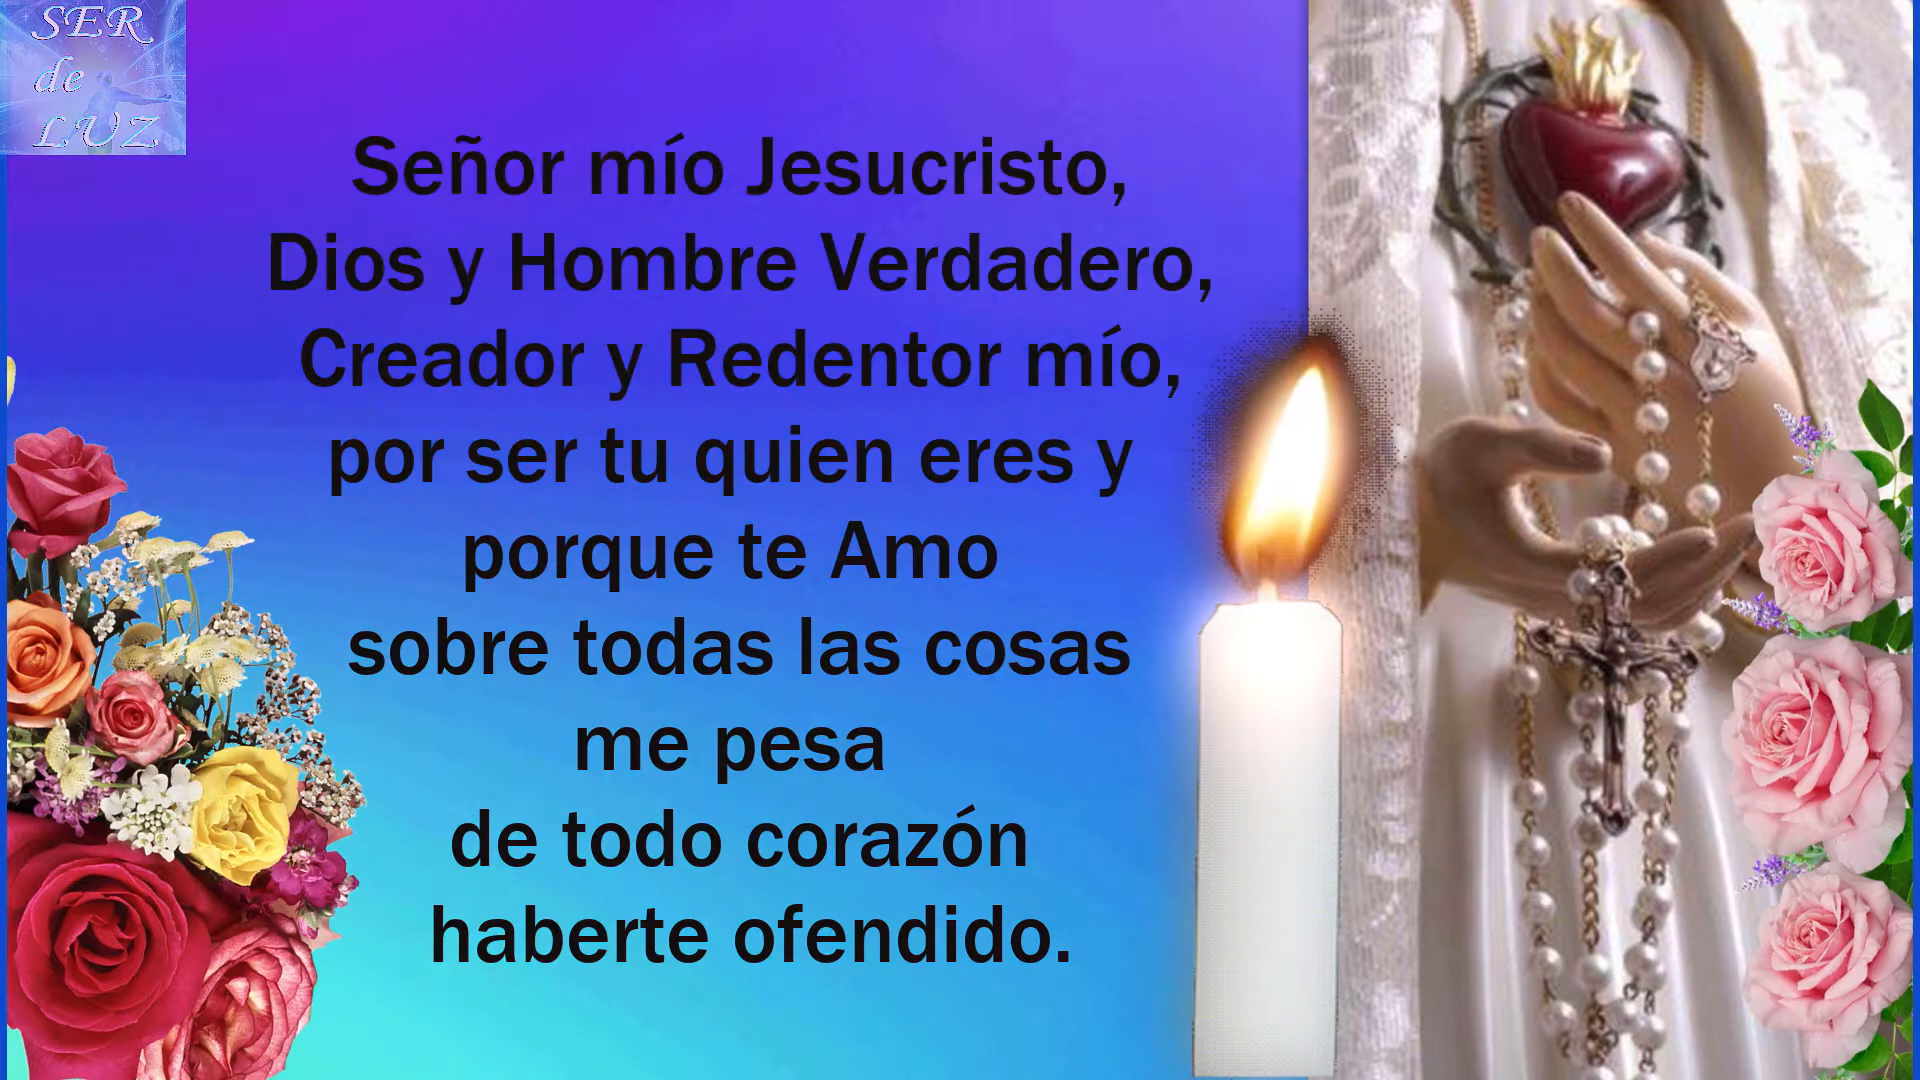 SER
de
LUZ
Señor mío Jesucristo,
Dios y Hombre Verdadero,
Creador y Redentor mío,
por ser tu quien eres y
porque te Amo
sobre todas las cosas
me pesa
de todo corazón
haberte ofendido.